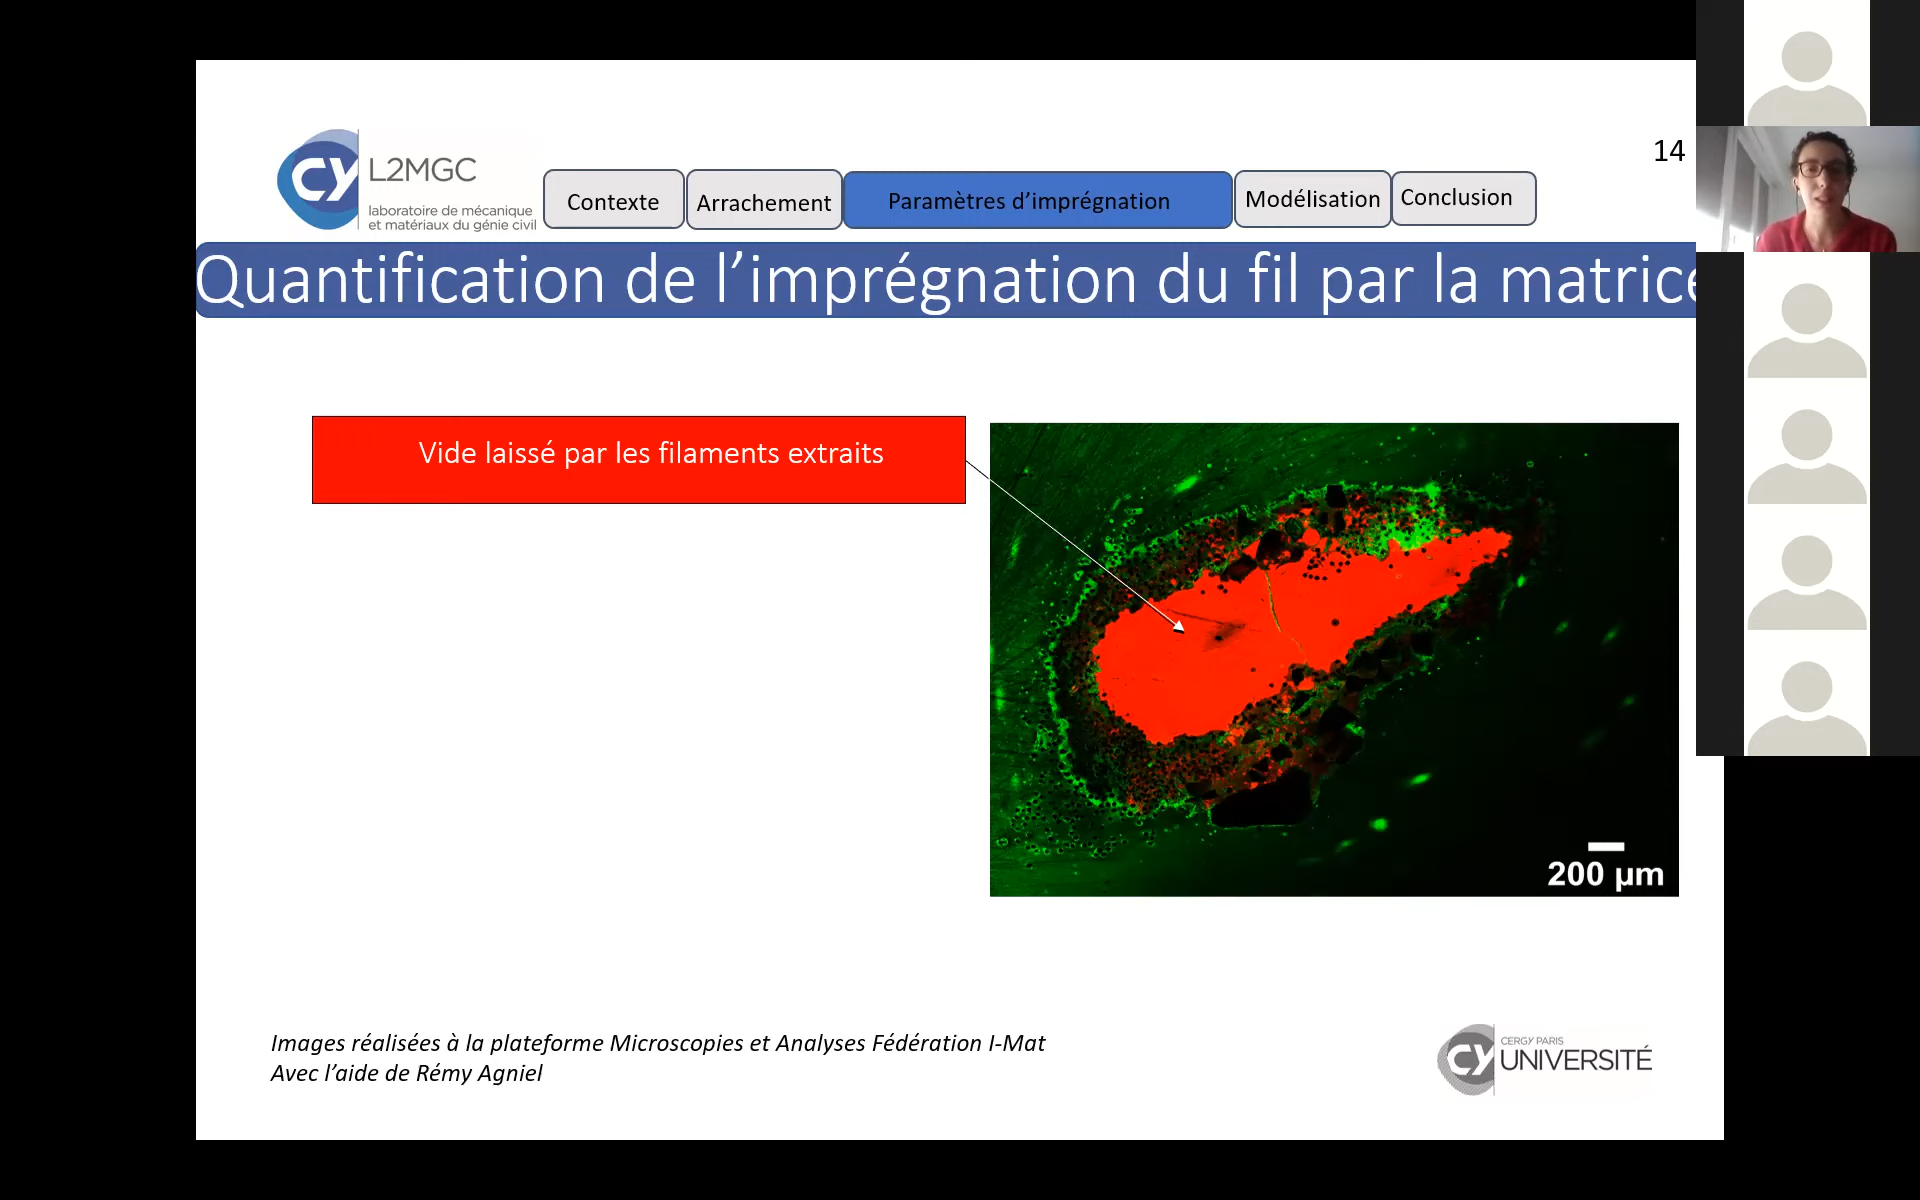 14
CY
L2MGC
laboratoire de mécanique
et matériaux du génie civil
Contexte
Arrachement
Paramètres d’imprégnation
Modélisation
Conclusion
Quantification de l’imprégnation du fil par la matrice
Vide laissé par les filaments extraits
200 µm
Images réalisées à la plateforme Microscopies et Analyses Fédération I-Mat
Avec l’aide de Rémy Agniel
CY
CERGY PARIS
UNIVERSITÉ